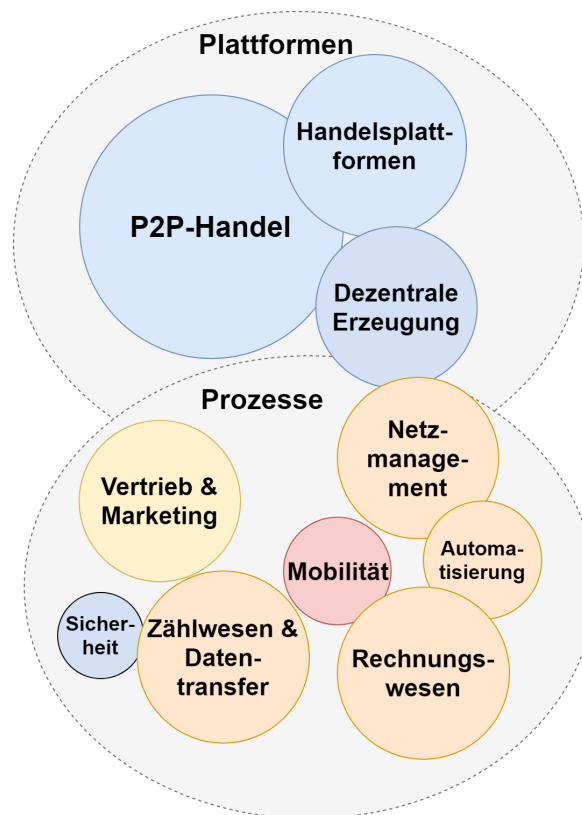 Plattformen
Handelsplatt-
formen
P2P-Handel
Dezentrale
Erzeugung
Prozesse
Netz-
manage-
ment
Vertrieb &
Marketing
Automa-
tisierung
Mobilität
Sicher-
heit
Zählwesen &
Daten-
transfer
Rechnungs-
wesen